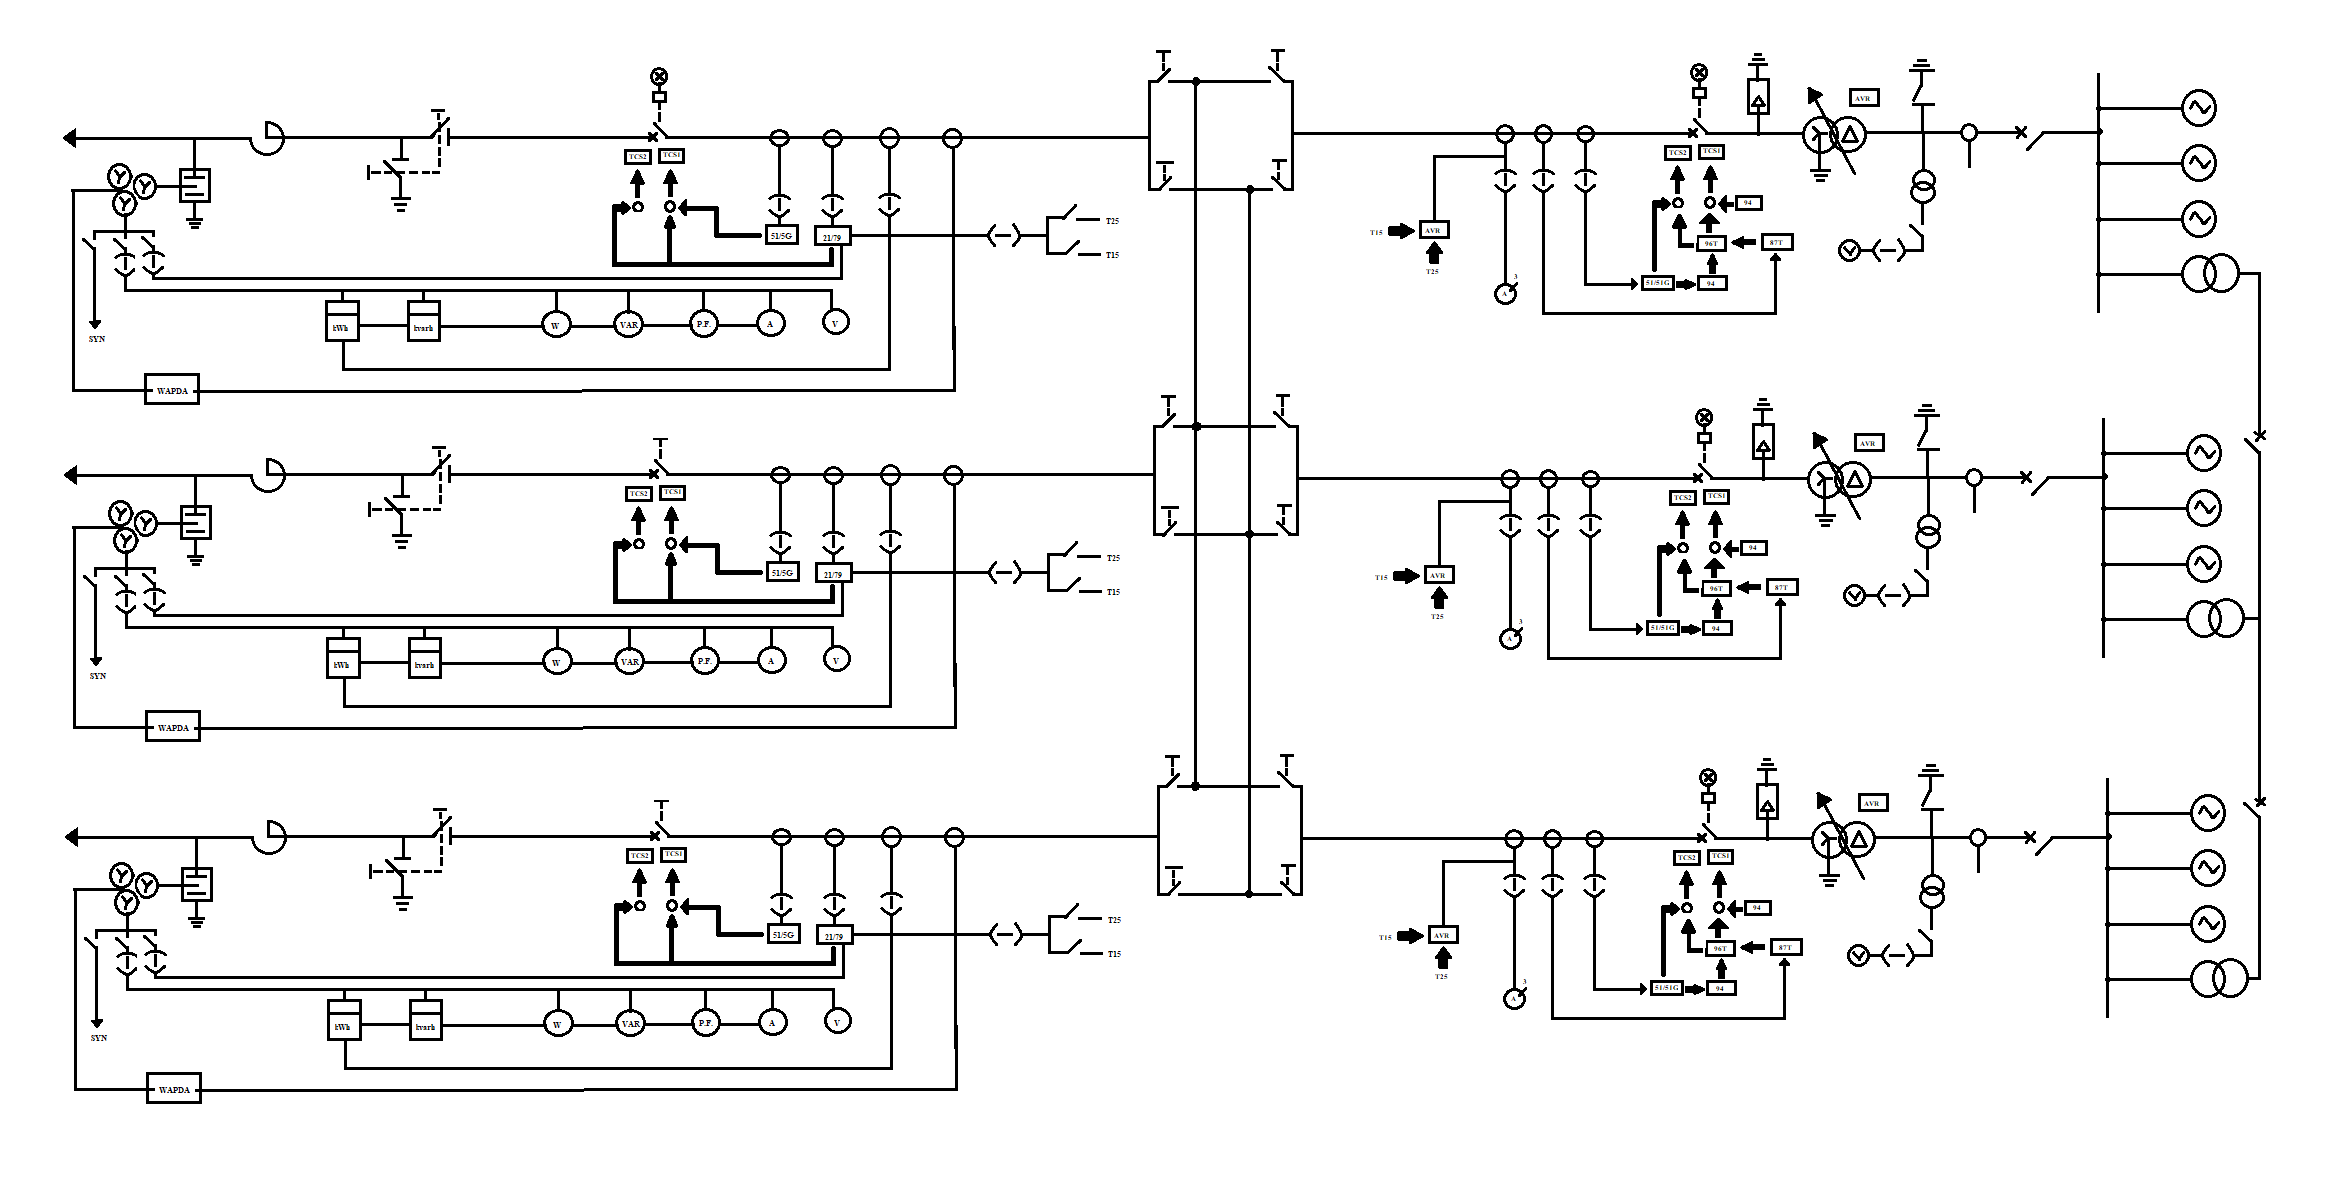 AVR
TCS2 TCS1
TCS2 TCS1
94
51/5G 21/79
T25
T15
T15 AVR
T25
96T 87T
51/51G 94
3
A
kWh kvarh W VAR P.F. A V
SYN
WAPDA
AVR
TCS2 TCS1
TCS2 TCS1
94
51/5G 21/79
T25
T15
T15 AVR
T25
96T 87T
51/51G 94
3
A
kWh kvarh W VAR P.F. A V
SYN
WAPDA
AVR
TCS2 TCS1
TCS2 TCS1
94
51/5G 21/79
T25
T15
T15 AVR
T25
96T 87T
51/51G 94
3
A
kWh kvarh W VAR P.F. A V
SYN
WAPDA